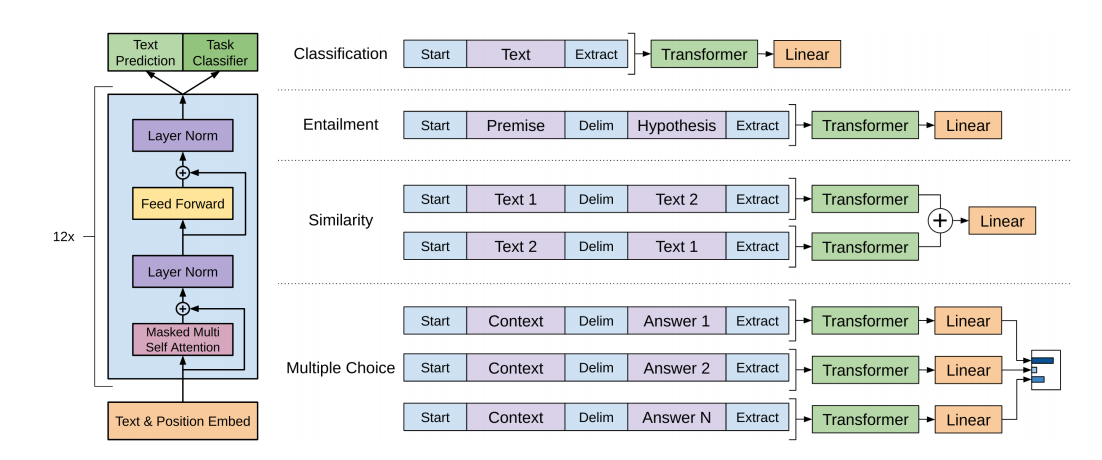 Text
Prediction
Task
Classifier
12x
Layer Norm
Feed Forward
Layer Norm
Masked Multi
Self Attention
Text & Position Embed
Classification
Start Text Extract Transformer Linear
Entailment
Start Premise Delim Hypothesis Extract Transformer Linear
Similarity
Start Text 1 Delim Text 2 Extract Transformer
Start Text 2 Delim Text 1 Extract Transformer
Linear
Multiple Choice
Start Context Delim Answer 1 Extract Transformer Linear
Start Context Delim Answer 2 Extract Transformer Linear
Start Context Delim Answer N Extract Transformer Linear